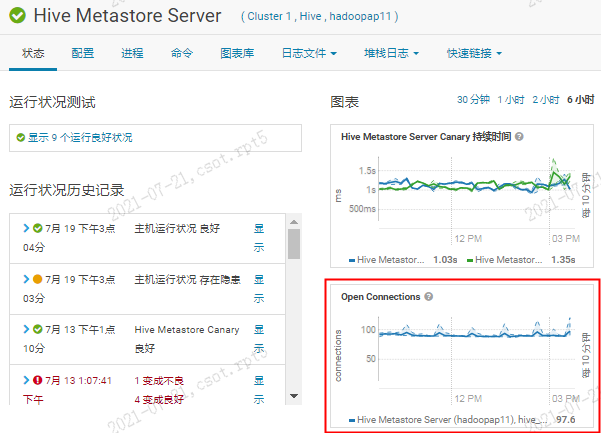 Hive Metastore Server ( Cluster 1 , Hive , hadoopap11 )
状态 配置 进程 命令 图表库 日志文件 堆栈日志 快速链接
运行状况测试
显示 9 个运行良好状况
运行状况历史记录
7月 19 下午3点04分 主机运行状况 良好 显示
7月 19 下午3点03分 主机运行状况 存在隐患 显示
7月 13 下午1点10分 Hive Metastore Canary 良好 显示
7月 13 1:07:41 下午 1 变成不良 显示
4 变成良好
图表 30 分钟 1 小时 2 小时 6 小时
Hive Metastore Server Canary 持续时间
ms
1.5s
1s
500ms
每 10 分钟
12 PM 03 PM
Hive Metastor... 1.03s Hive Metastor... 1.35s
Open Connections
connections
100
50
每 10 分钟
12 PM 03 PM
Hive Metastore Server (hadoopap11), hive_... 97.6
2021-07-21, csot.rpt5